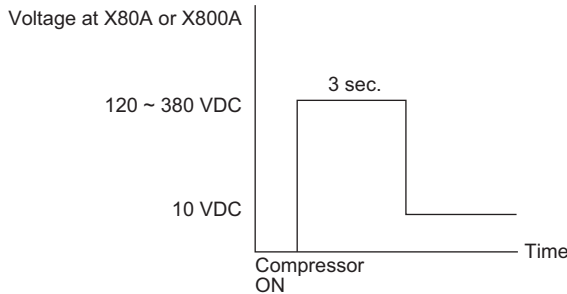 Voltage at X80A or X800A
3 sec.
120 ~ 380 VDC
10 VDC
Time
Compressor
ON